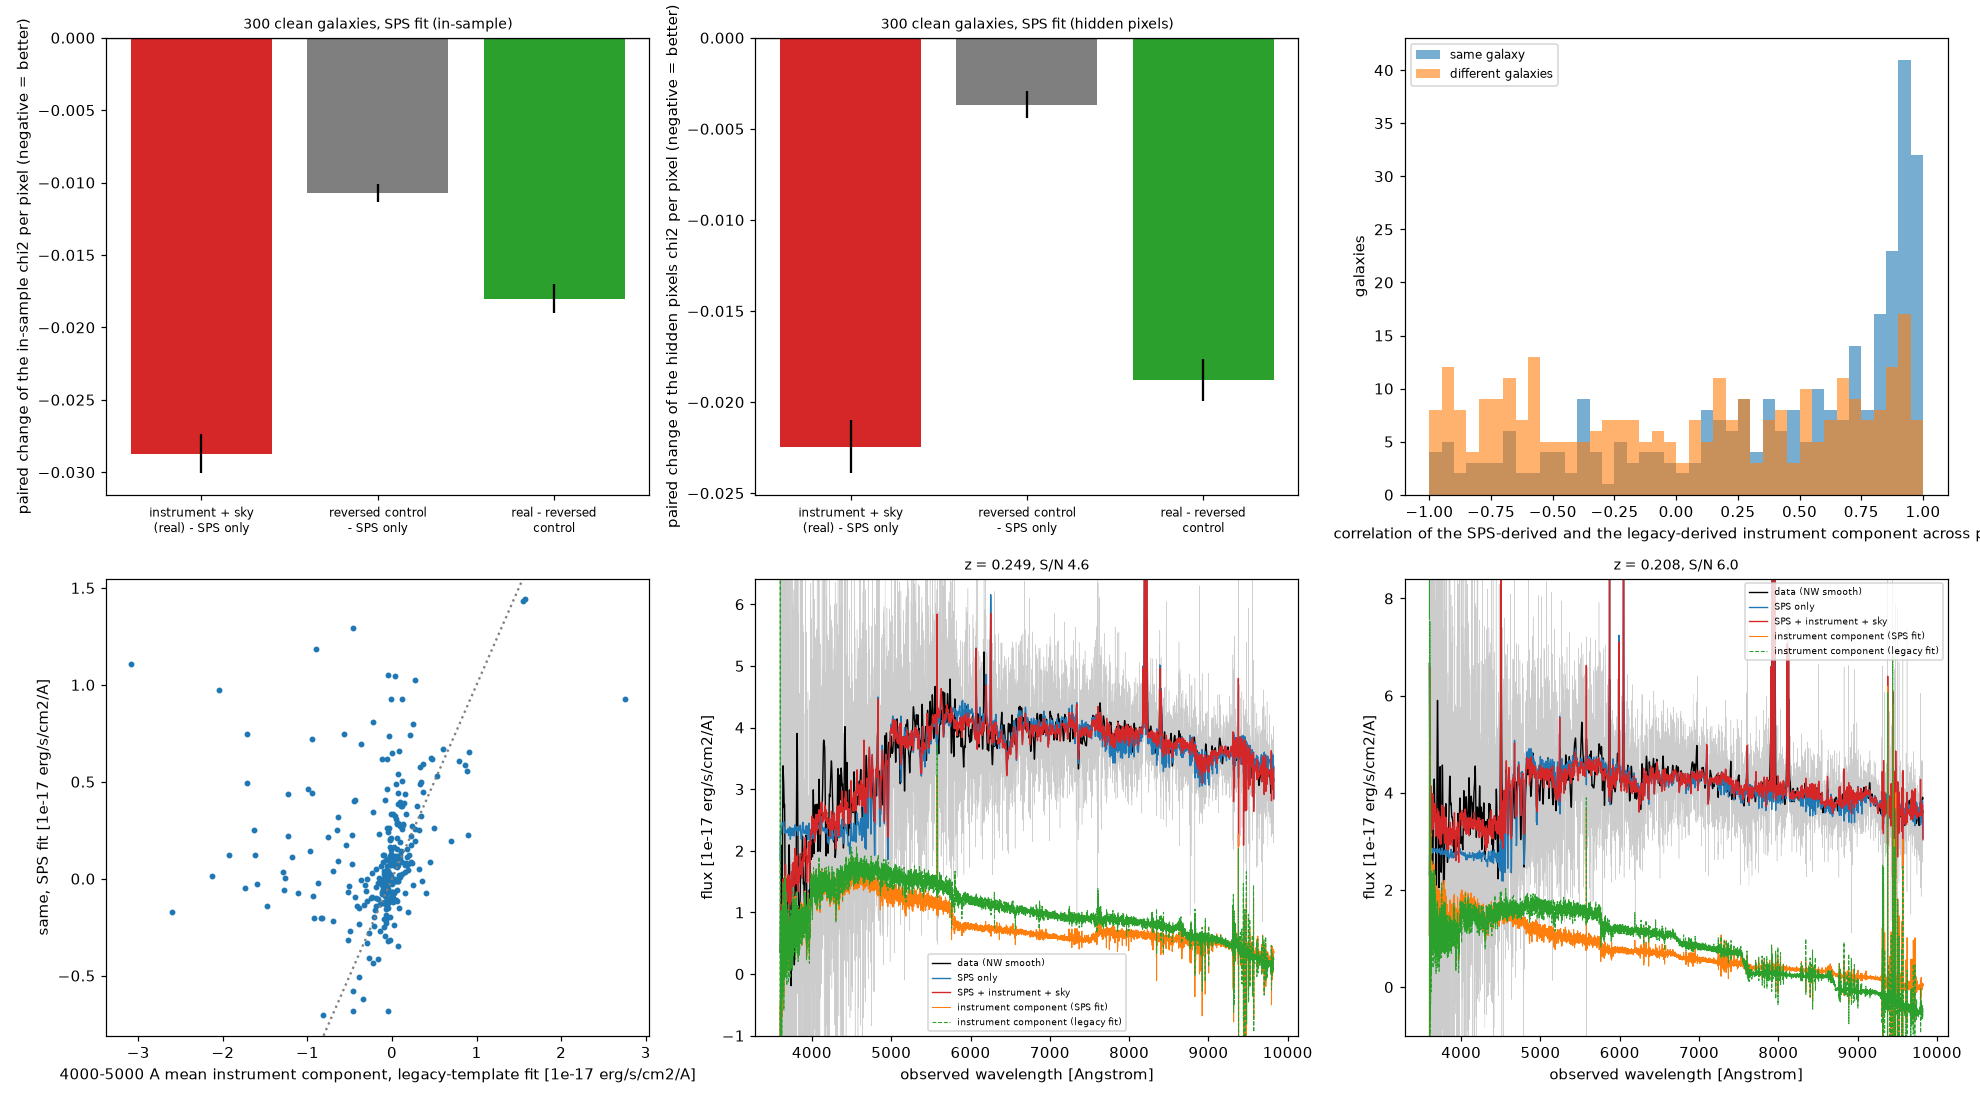 300 clean galaxies, SPS fit (in-sample)
paired change of the in-sample chi2 per pixel (negative = better)
0.000
−0.005
−0.010
−0.015
−0.020
−0.025
−0.030
instrument + sky
(real) - SPS only
reversed control
- SPS only
real - reversed
control
300 clean galaxies, SPS fit (hidden pixels)
paired change of the hidden pixels chi2 per pixel (negative = better)
0.000
−0.005
−0.010
−0.015
−0.020
−0.025
instrument + sky
(real) - SPS only
reversed control
- SPS only
real - reversed
control
same galaxy
different galaxies
galaxies
40
35
30
25
20
15
10
5
0
−1.00 −0.75 −0.50 −0.25 0.00 0.25 0.50 0.75 1.00
correlation of the SPS-derived and the legacy-derived instrument component across p
same, SPS fit [1e-17 erg/s/cm2/A]
1.5
1.0
0.5
0.0
−0.5
−3 −2 −1 0 1 2 3
4000-5000 A mean instrument component, legacy-template fit [1e-17 erg/s/cm2/A]
z = 0.249, S/N 4.6
flux [1e-17 erg/s/cm2/A]
6
5
4
3
2
1
0
−1
data (NW smooth)
SPS only
SPS + instrument + sky
instrument component (SPS fit)
instrument component (legacy fit)
4000 5000 6000 7000 8000 9000 10000
observed wavelength [Angstrom]
z = 0.208, S/N 6.0
flux [1e-17 erg/s/cm2/A]
8
6
4
2
0
data (NW smooth)
SPS only
SPS + instrument + sky
instrument component (SPS fit)
instrument component (legacy fit)
4000 5000 6000 7000 8000 9000 10000
observed wavelength [Angstrom]